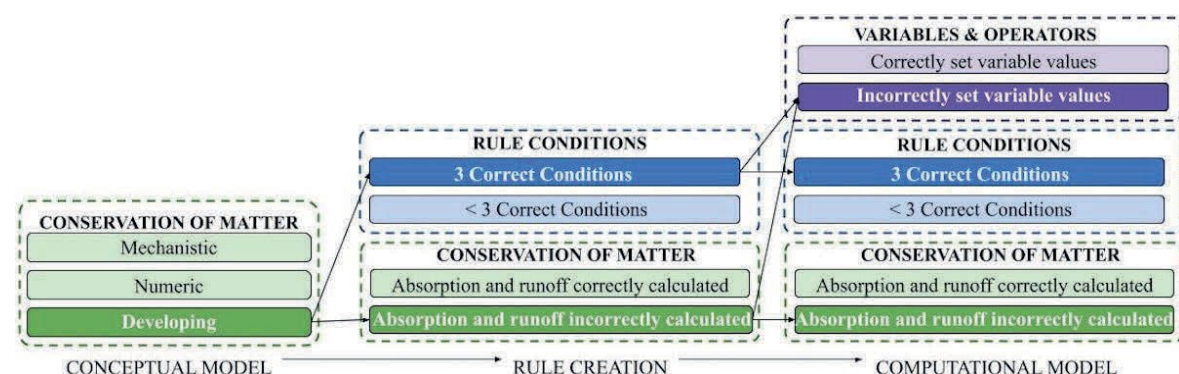 VARIABLES & OPERATORS
Correctly set variable values
Incorrectly set variable values
RULE CONDITIONS
3 Correct Conditions
< 3 Correct Conditions
RULE CONDITIONS
3 Correct Conditions
< 3 Correct Conditions
CONSERVATION OF MATTER
Mechanistic
Numeric
Developing
CONSERVATION OF MATTER
Absorption and runoff correctly calculated
Absorption and runoff incorrectly calculated
CONSERVATION OF MATTER
Absorption and runoff correctly calculated
Absorption and runoff incorrectly calculated
CONCEPTUAL MODEL
RULE CREATION
COMPUTATIONAL MODEL